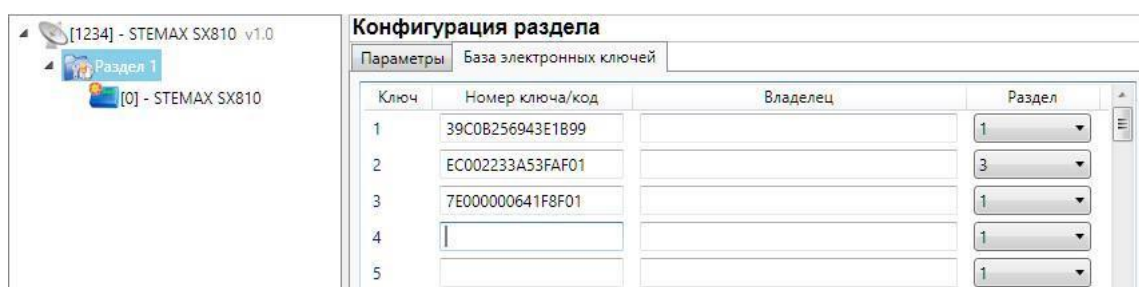 [1234] - STEMAX SX810 v1.0
Раздел 1
[0] - STEMAX SX810
Конфигурация раздела
Параметры База электронных ключей
Ключ Номер ключа/код Владелец Раздел
1 39C0B256943E1B99 1
2 EC002233A53FAF01 3
3 7E000000641F8F01 1
4 1
5 1